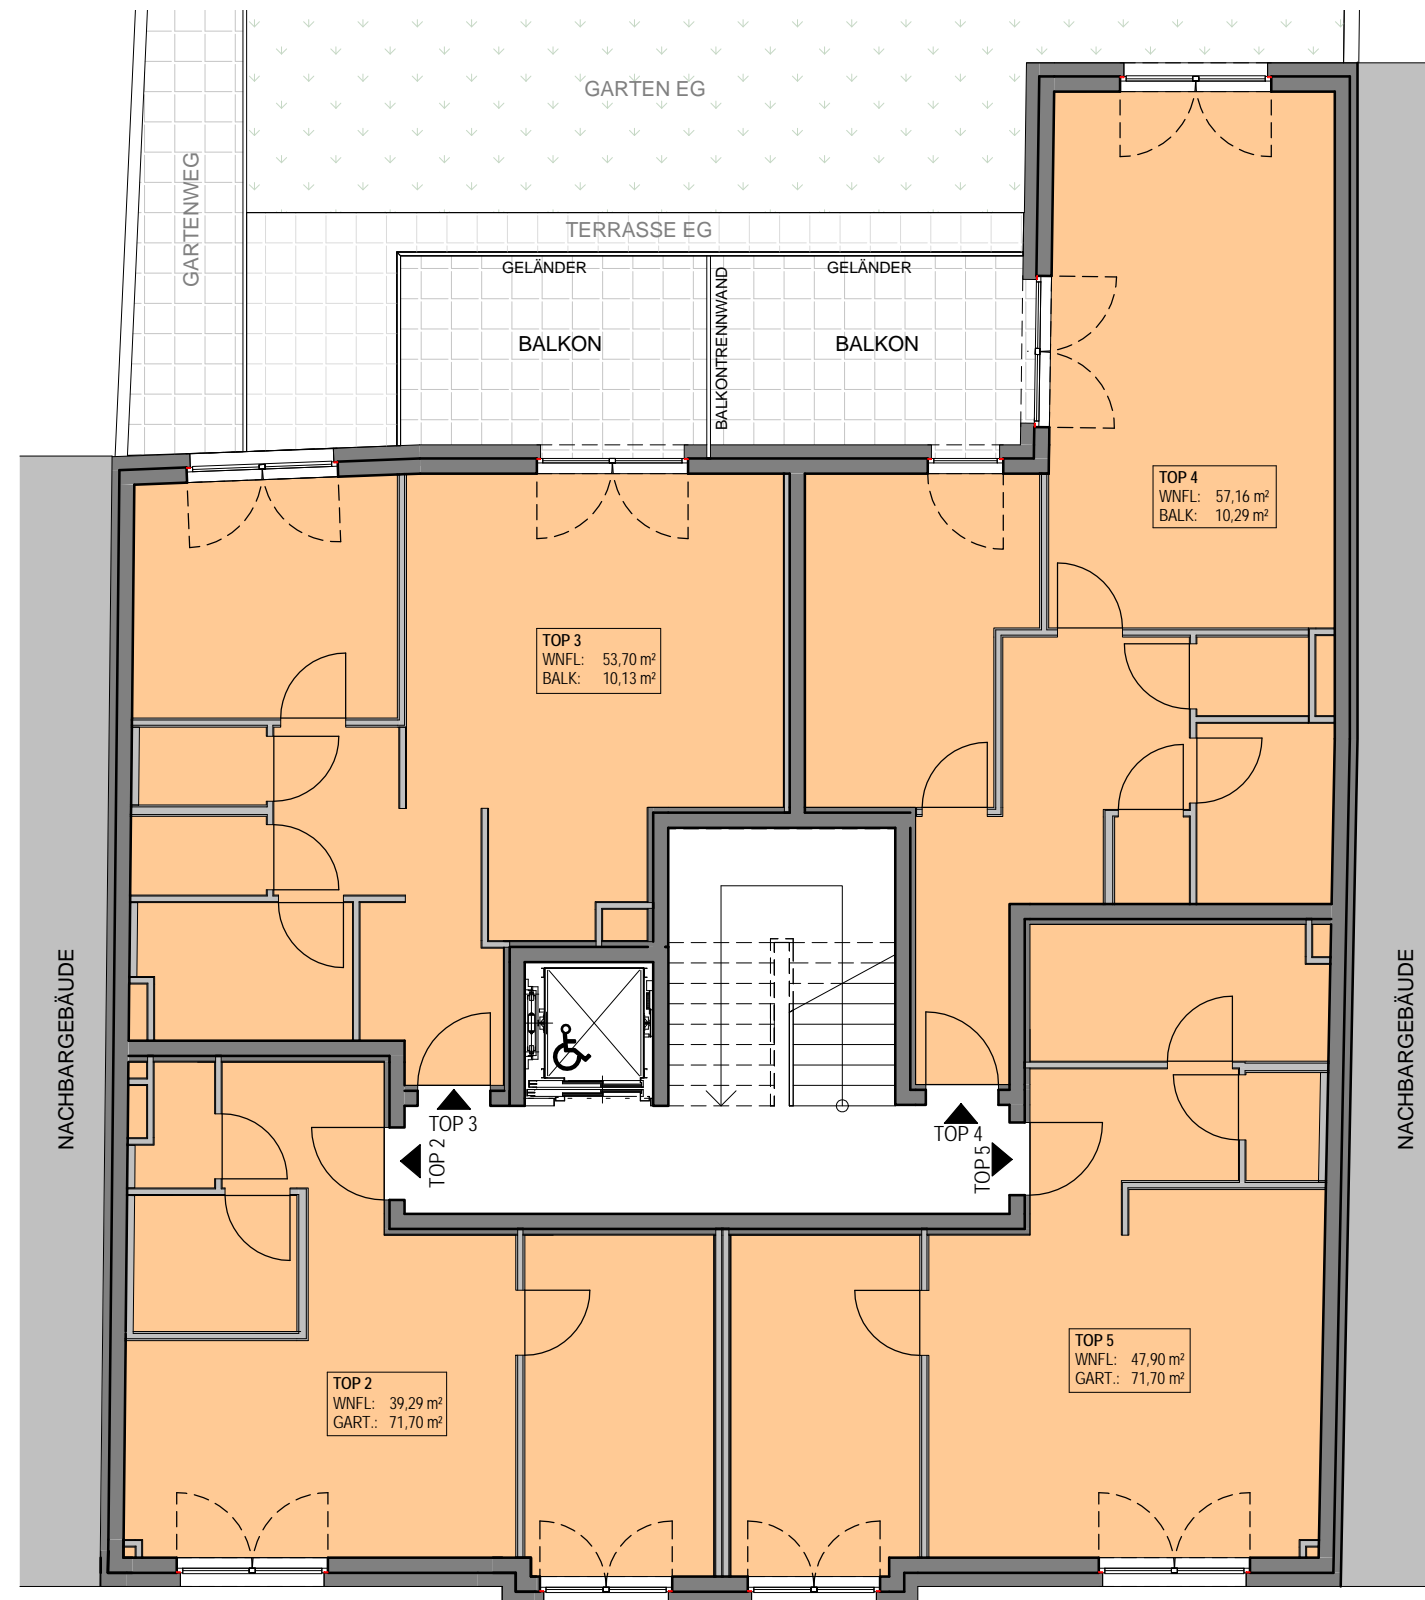 GARTEN EG
GARTENWEG
TERRASSE EG
GELÄNDER
GELÄNDER
BALKONTRENNWAND
BALKON
BALKON
TOP 4
WNFL: 57,16 m²
BALK: 10,29 m²
TOP 3
WNFL: 53,70 m²
BALK: 10,13 m²
NACHBARGEBÄUDE
NACHBARGEBÄUDE
TOP 3
TOP 2
TOP 4
TOP 5
TOP 5
WNFL: 47,90 m²
GART.: 71,70 m²
TOP 2
WNFL: 39,29 m²
GART.: 71,70 m²